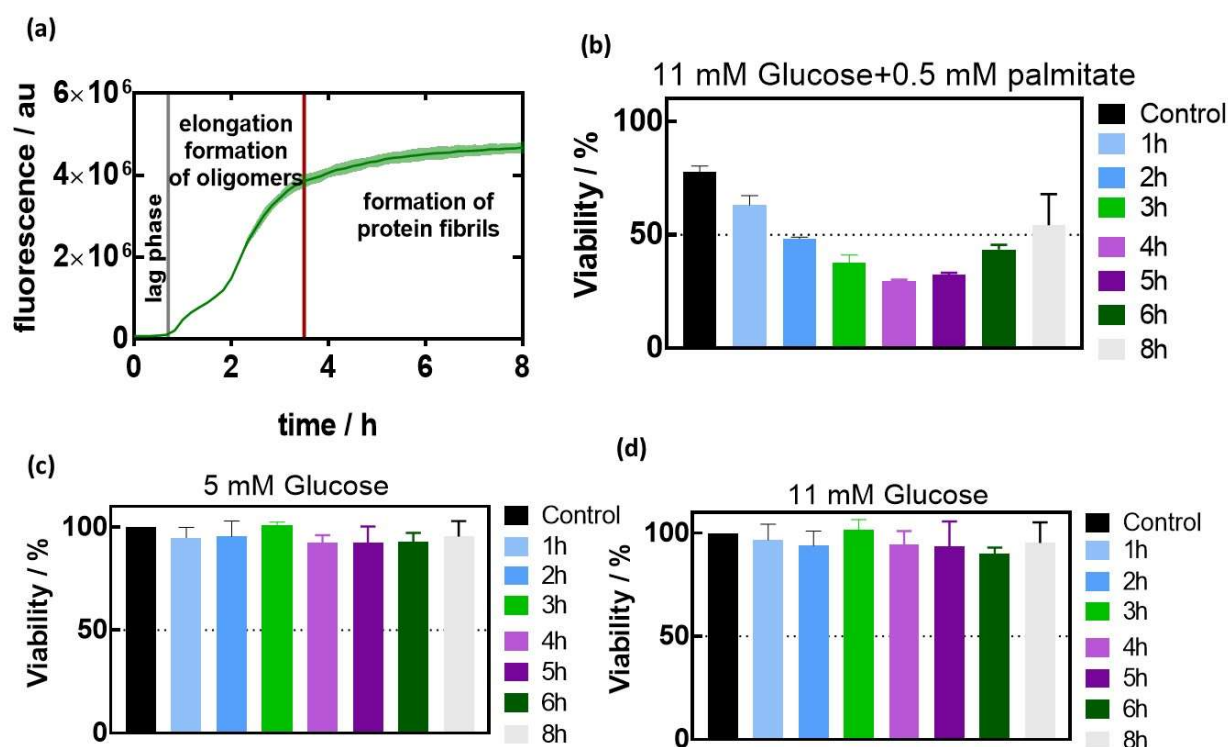 (a)
fluorescence / au
6×10⁶
4×10⁶
2×10⁶
0
lag phase
elongation
formation
of oligomers
formation of
protein fibrils
0 2 4 6 8
time / h
(b)
11 mM Glucose+0.5 mM palmitate
Viability / %
100
50
0
Control
1h
2h
3h
4h
5h
6h
8h
(c)
5 mM Glucose
Viability / %
100
50
0
Control
1h
2h
3h
4h
5h
6h
8h
(d)
11 mM Glucose
Viability / %
100
50
0
Control
1h
2h
3h
4h
5h
6h
8h